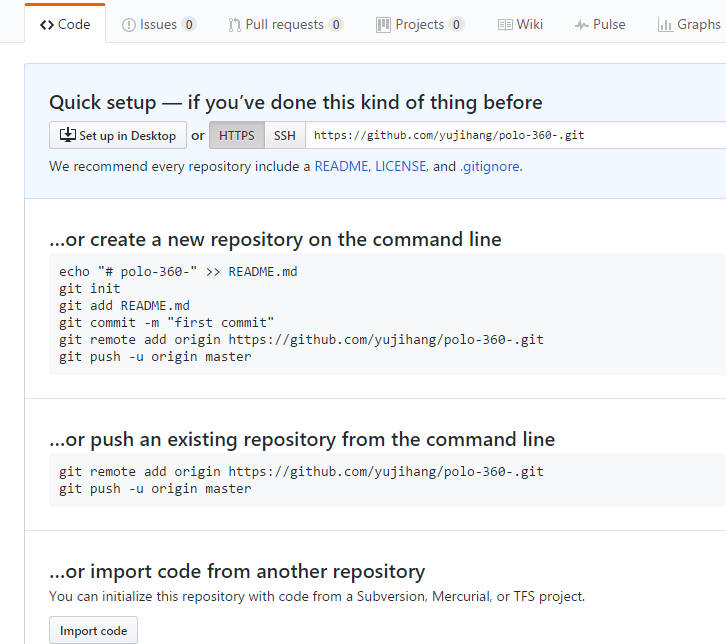 Code Issues 0 Pull requests 0 Projects 0 Wiki Pulse Graphs
Quick setup — if you’ve done this kind of thing before
Set up in Desktop or HTTPS SSH https://github.com/yujihang/polo-360-.git
We recommend every repository include a README, LICENSE, and .gitignore.
…or create a new repository on the command line
echo "# polo-360-" >> README.md
git init
git add README.md
git commit -m "first commit"
git remote add origin https://github.com/yujihang/polo-360-.git
git push -u origin master
…or push an existing repository from the command line
git remote add origin https://github.com/yujihang/polo-360-.git
git push -u origin master
…or import code from another repository
You can initialize this repository with code from a Subversion, Mercurial, or TFS project.
Import code